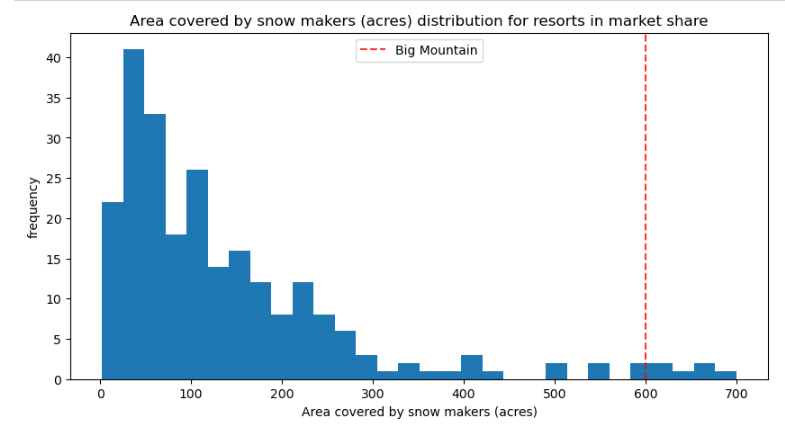 Area covered by snow makers (acres) distribution for resorts in market share
Big Mountain
40
35
30
25
20
15
10
5
0
frequency
0 100 200 300 400 500 600 700
Area covered by snow makers (acres)